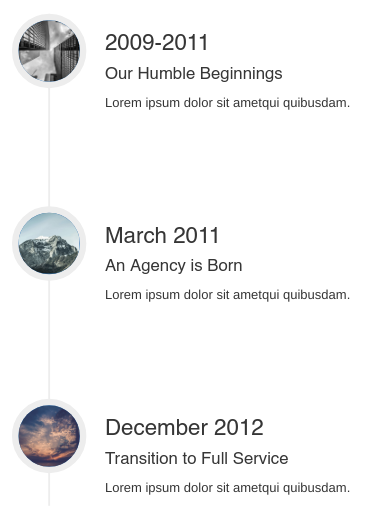 2009-2011
Our Humble Beginnings
Lorem ipsum dolor sit ametqui quibusdam.
March 2011
An Agency is Born
Lorem ipsum dolor sit ametqui quibusdam.
December 2012
Transition to Full Service
Lorem ipsum dolor sit ametqui quibusdam.